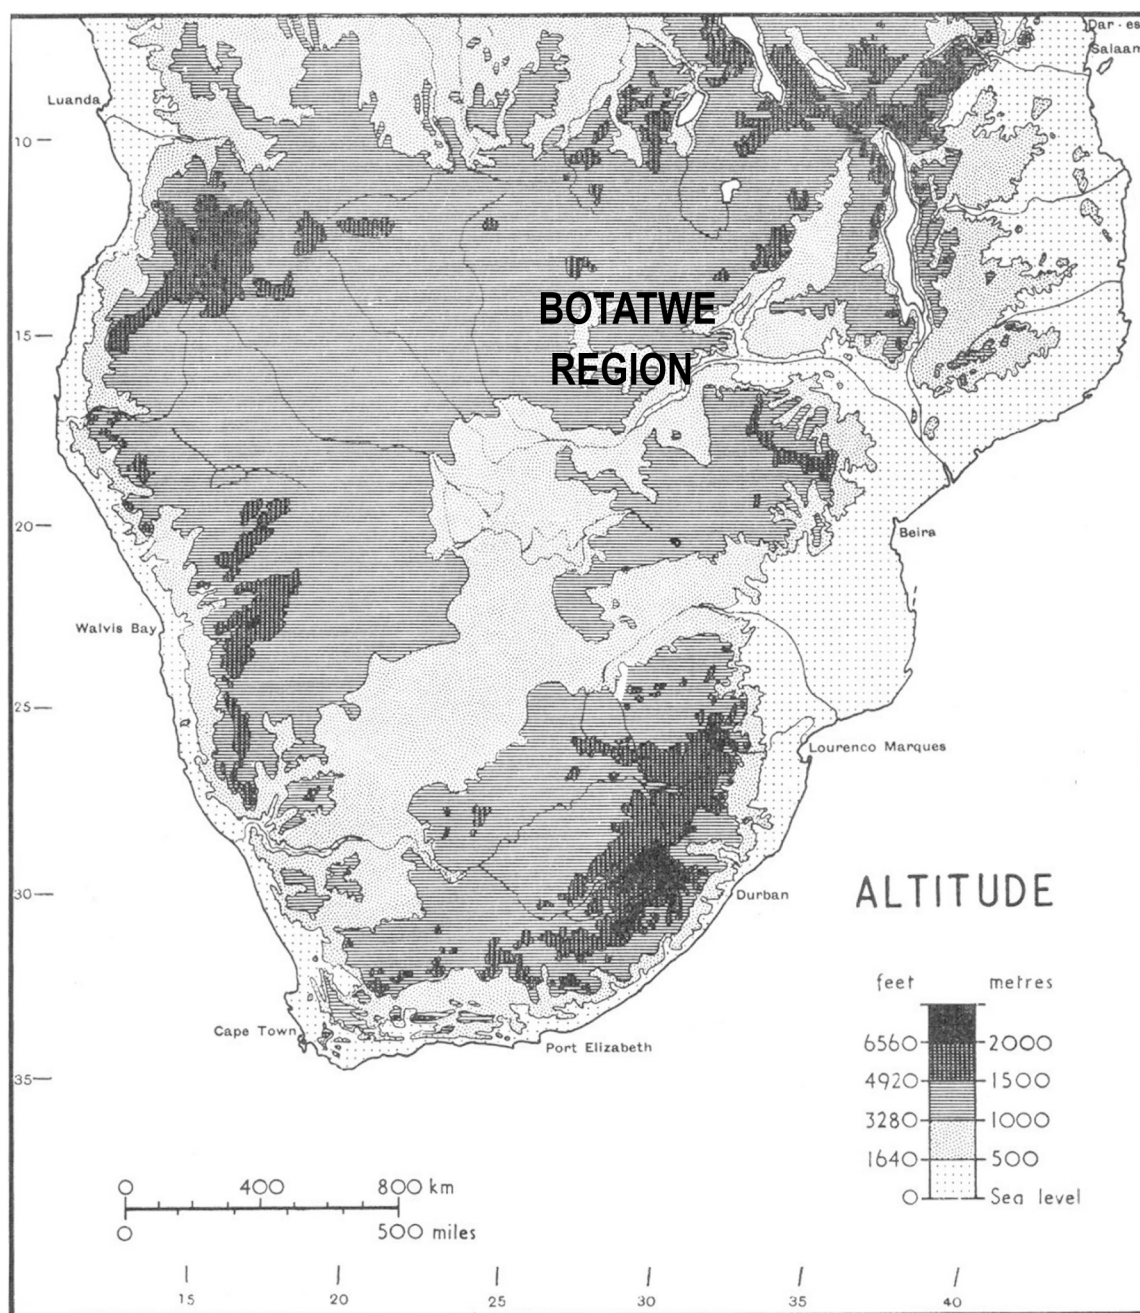 Dar-es
Salaam
Luanda
10
BOTATWE
REGION
15
20
Beira
Walvis Bay
25
Lourenco Marques
30
Durban
ALTITUDE
feet metres
6560 2000
4920 1500
3280 1000
1640 500
0 Sea level
Cape Town
Port Elizabeth
35
0 400 800 km
0 500 miles
15 20 25 30 35 40